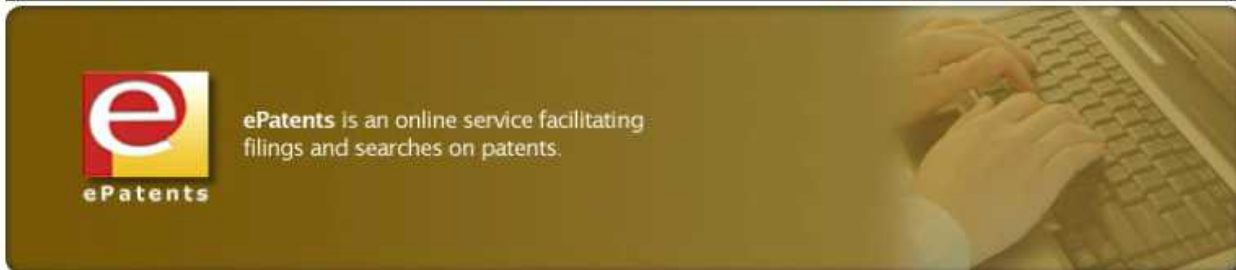 e
ePatents
ePatents is an online service facilitating
filings and searches on patents.